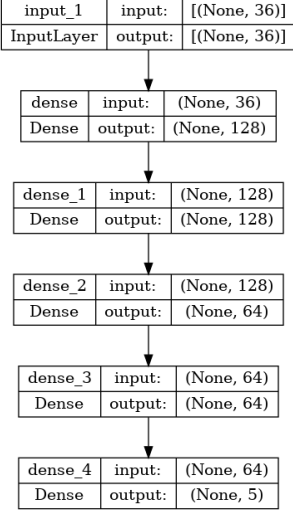 input_1 input: [(None, 36)]
InputLayer output: [(None, 36)]
dense input: (None, 36)
Dense output: (None, 128)
dense_1 input: (None, 128)
Dense output: (None, 128)
dense_2 input: (None, 128)
Dense output: (None, 64)
dense_3 input: (None, 64)
Dense output: (None, 64)
dense_4 input: (None, 64)
Dense output: (None, 5)